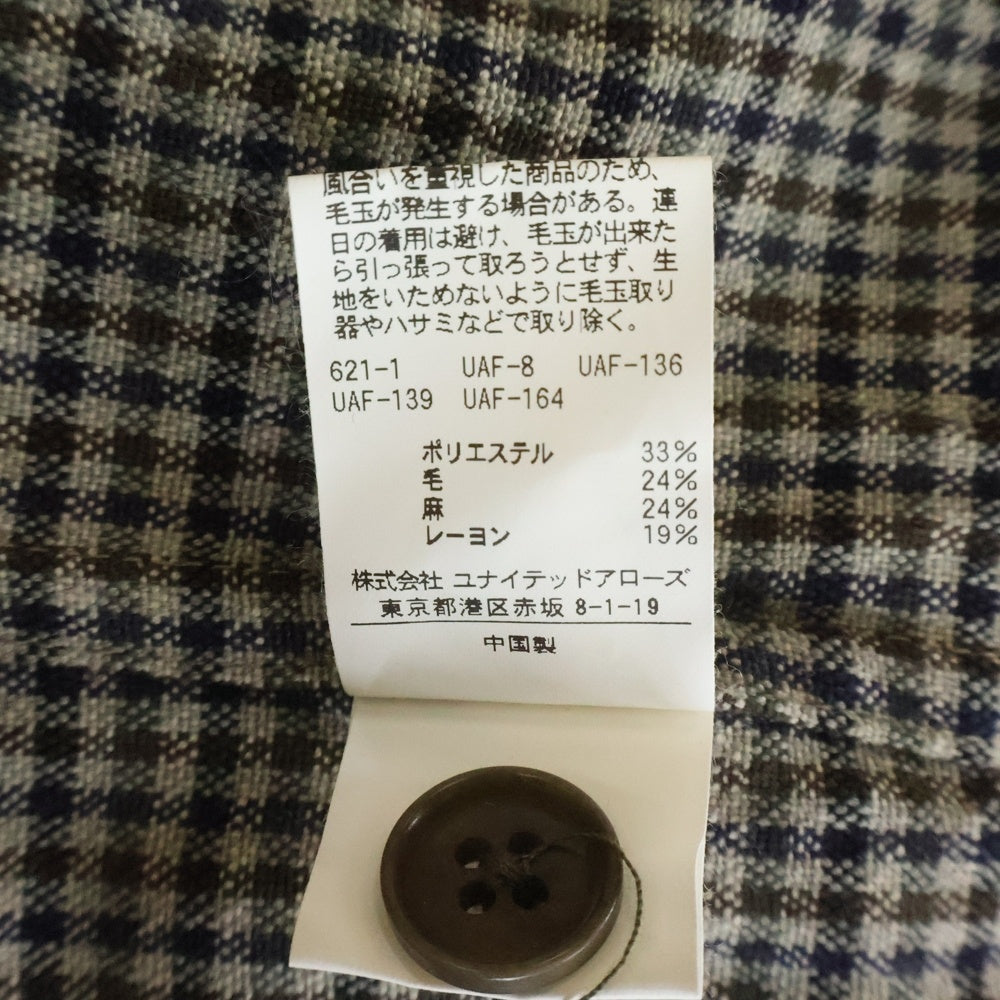 風合いを重視した商品のため、
毛玉が発生する場合がある。連
日の着用は避け、毛玉が出来た
ら引っ張って取ろうとせず、生
地をいためないように毛玉取り
器やハサミなどで取り除く。
621-1 UAF-8 UAF-136
UAF-139 UAF-164
ポリエステル 33%
毛 24%
麻 24%
レーヨン 19%
株式会社 ユナイテッドアローズ
東京都港区赤坂 8-1-19
中国製